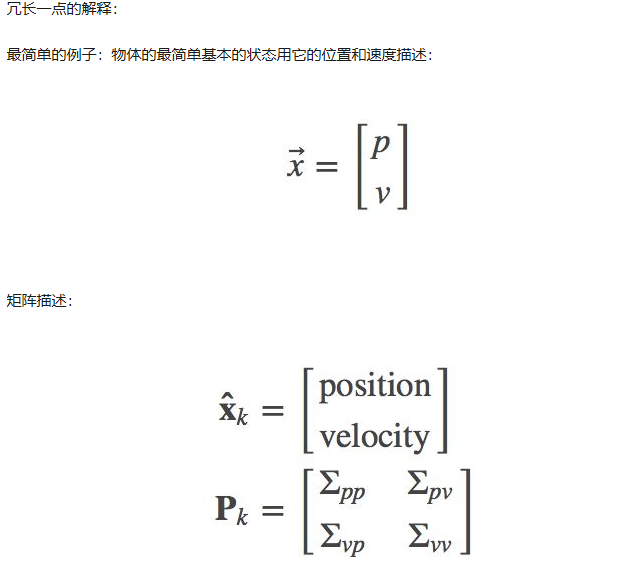 冗长一点的解释：
最简单的例子：物体的最简单基本的状态用它的位置和速度描述：
$\vec{x} = \begin{bmatrix} p \\ v \end{bmatrix}$
矩阵描述：
$\hat{\mathbf{x}}_k = \begin{bmatrix} \text{position} \\ \text{velocity} \end{bmatrix}$
$\mathbf{P}_k = \begin{bmatrix} \Sigma_{pp} & \Sigma_{pv} \\ \Sigma_{vp} & \Sigma_{vv} \end{bmatrix}$